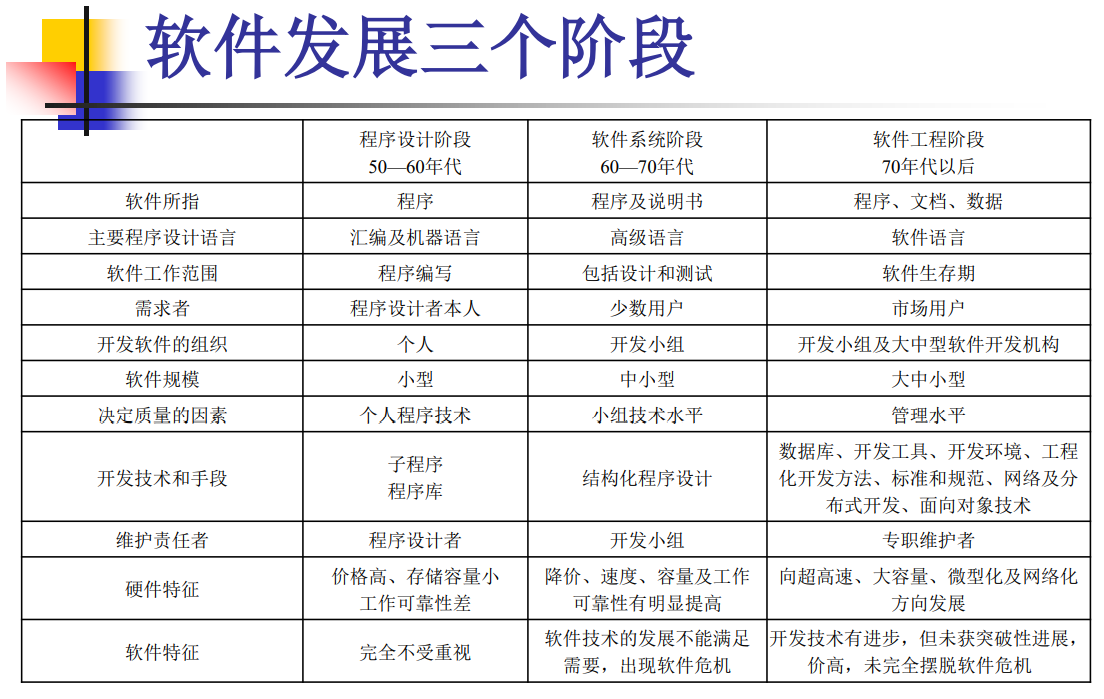 软件发展三个阶段
程序设计阶段
50—60年代
软件系统阶段
60—70年代
软件工程阶段
70年代以后
软件所指
程序
程序及说明书
程序、文档、数据
主要程序设计语言
汇编及机器语言
高级语言
软件语言
软件工作范围
程序编写
包括设计和测试
软件生存期
需求者
程序设计者本人
少数用户
市场用户
开发软件的组织
个人
开发小组
开发小组及大中型软件开发机构
软件规模
小型
中小型
大中小型
决定质量的因素
个人程序技术
小组技术水平
管理水平
开发技术和手段
子程序
程序库
结构化程序设计
数据库、开发工具、开发环境、工程
化开发方法、标准和规范、网络及分
布式开发、面向对象技术
维护责任者
程序设计者
开发小组
专职维护者
硬件特征
价格高、存储容量小
工作可靠性差
降价、速度、容量及工作
可靠性有明显提高
向超高速、大容量、微型化及网络化
方向发展
软件特征
完全不受重视
软件技术的发展不能满足
需要，出现软件危机
开发技术有进步，但未获突破性进展，
价高，未完全摆脱软件危机